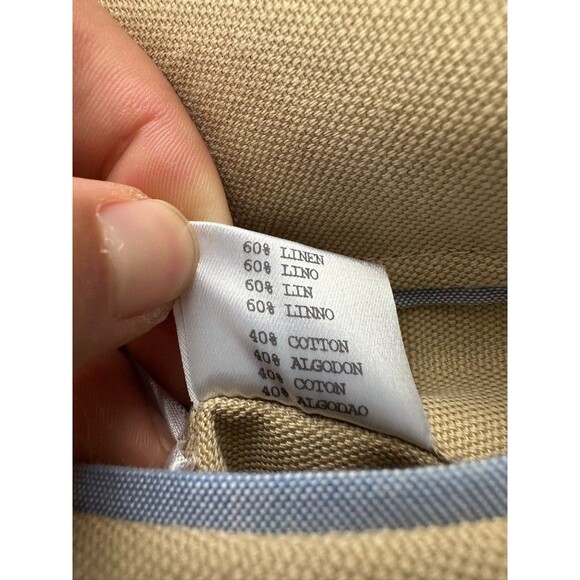 60% LINEN
60% LINO
60% LIN
60% LINNO
40% COTTON
40% ALGODON
40% COTON
40% ALGODAO